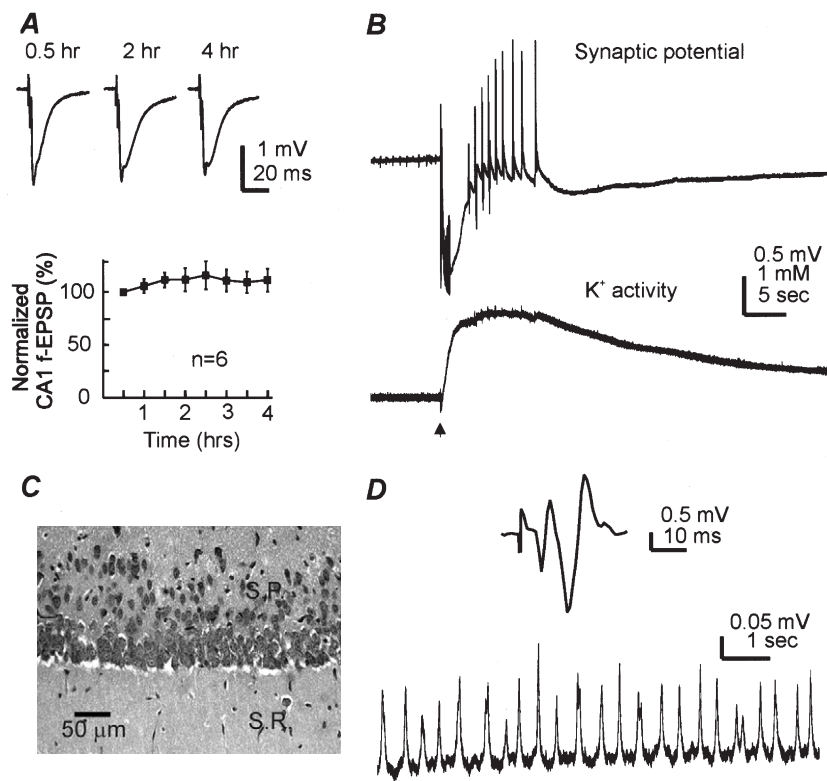 A
0.5 hr 2 hr 4 hr
1 mV
20 ms
Normalized
CA1 f-EPSP (%)
100
50
0
n=6
1 2 3 4
Time (hrs)
B
Synaptic potential
0.5 mV
1 mM
5 sec
K+ activity
C
S.P.
50 µm
S.R.
D
0.5 mV
10 ms
0.05 mV
1 sec